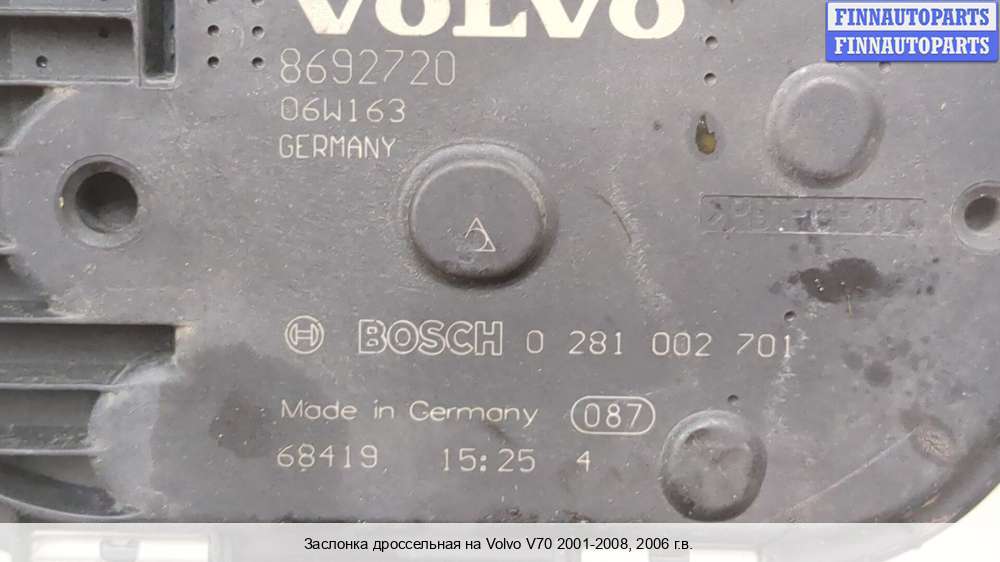 VOLVO
FINNAUTOPARTS
FINNAUTOPARTS
8692720
06W163
GERMANY
BOSCH 0 281 002 701
Made in Germany 087
68419 15:25 4
Заслонка дроссельная на Volvo V70 2001-2008, 2006 г.в.